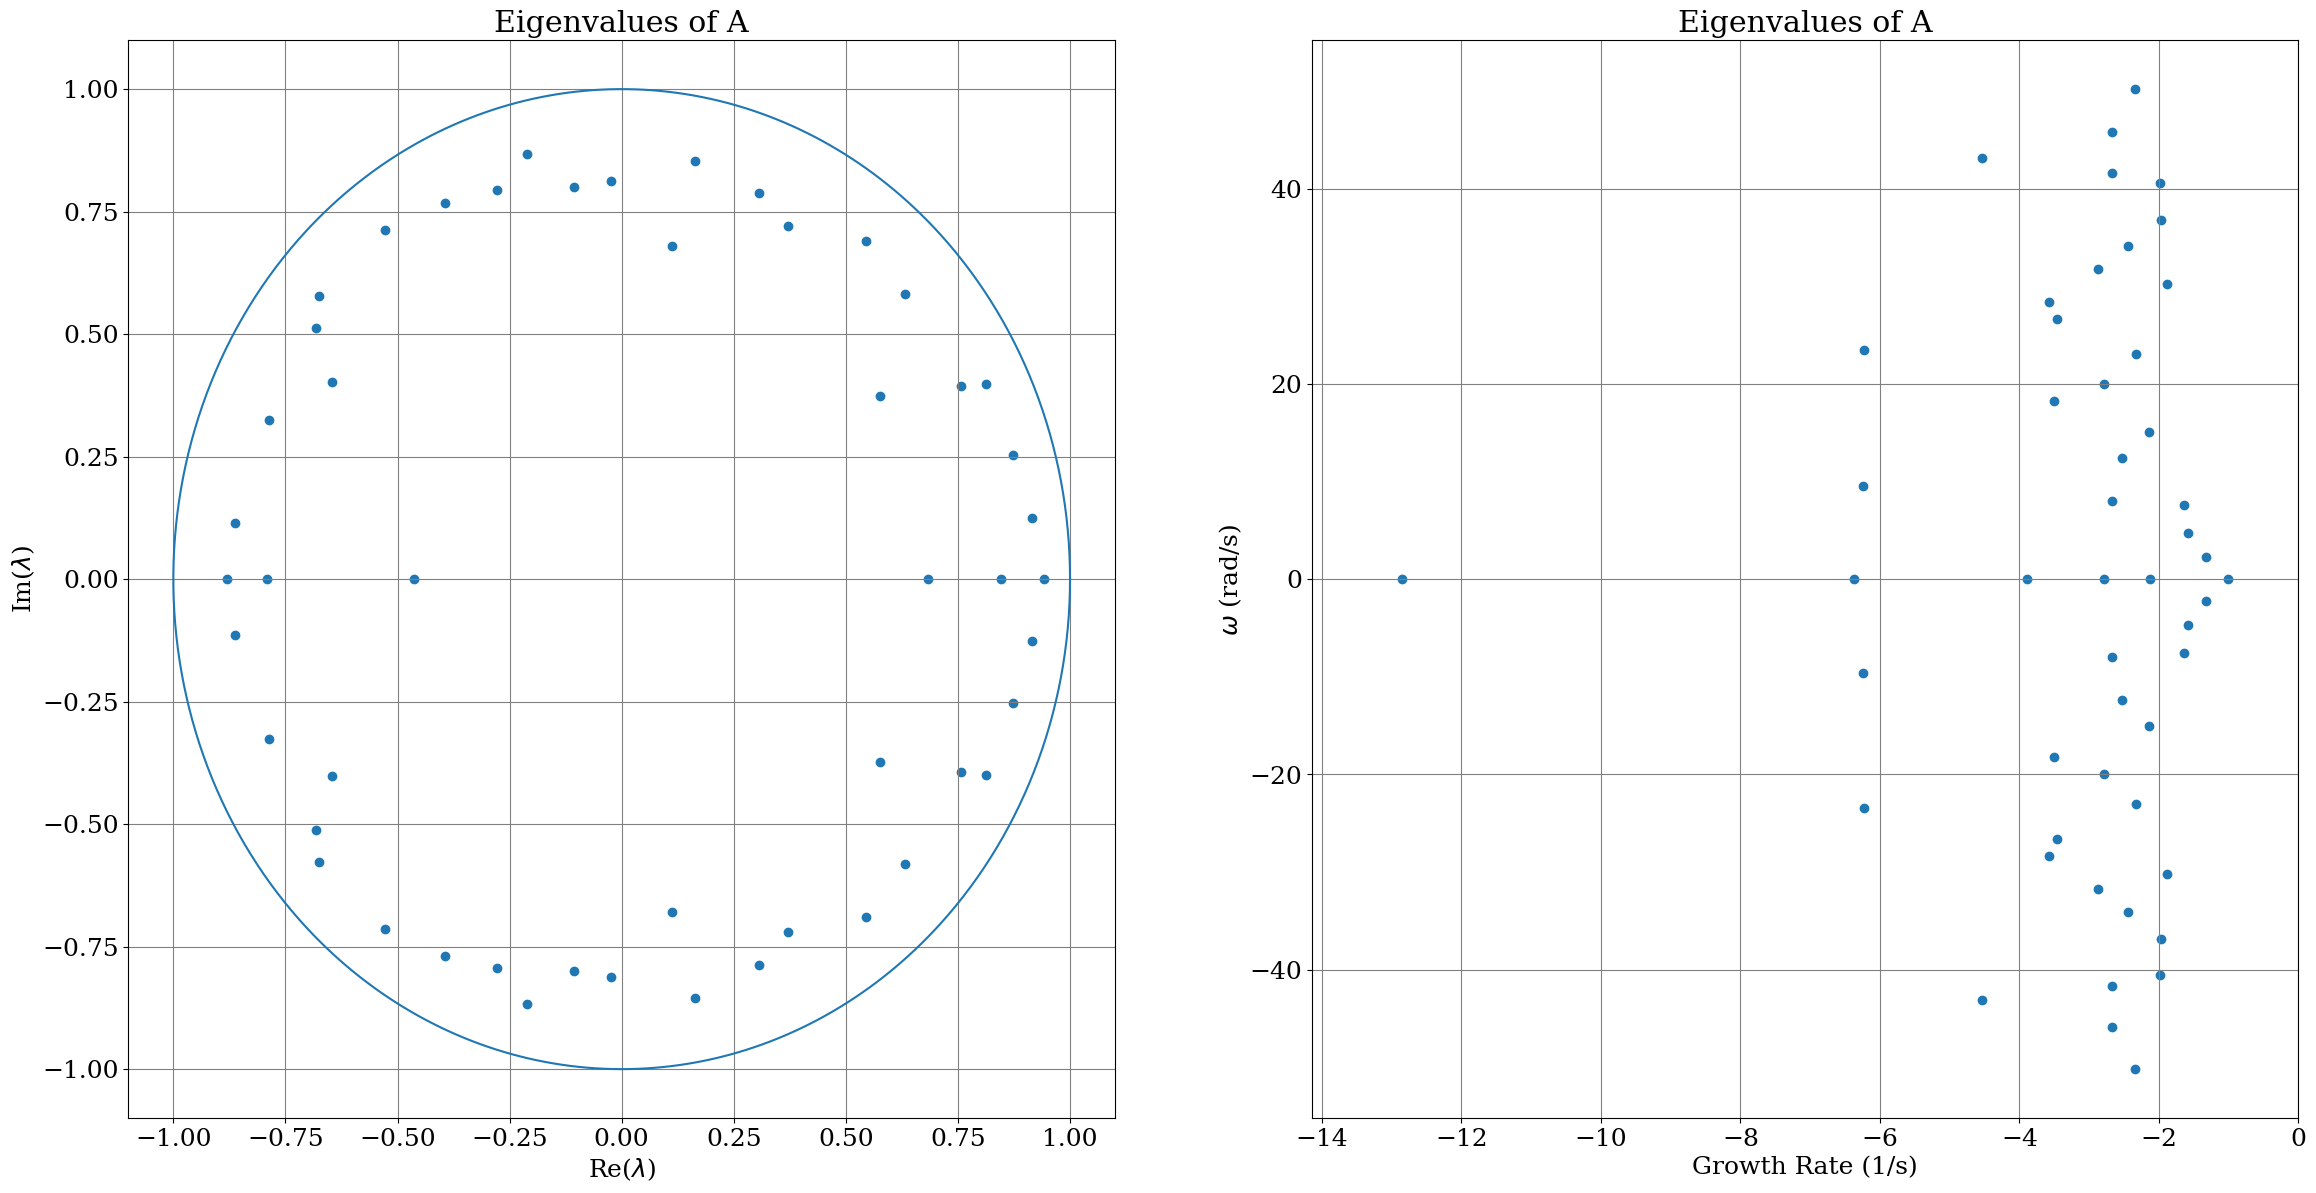 Eigenvalues of A
1.00
0.75
0.50
0.25
0.00
−0.25
−0.50
−0.75
−1.00
Im(λ)
−1.00 −0.75 −0.50 −0.25 0.00 0.25 0.50 0.75 1.00
Re(λ)
Eigenvalues of A
40
20
0
−20
−40
ω (rad/s)
−14 −12 −10 −8 −6 −4 −2 0
Growth Rate (1/s)